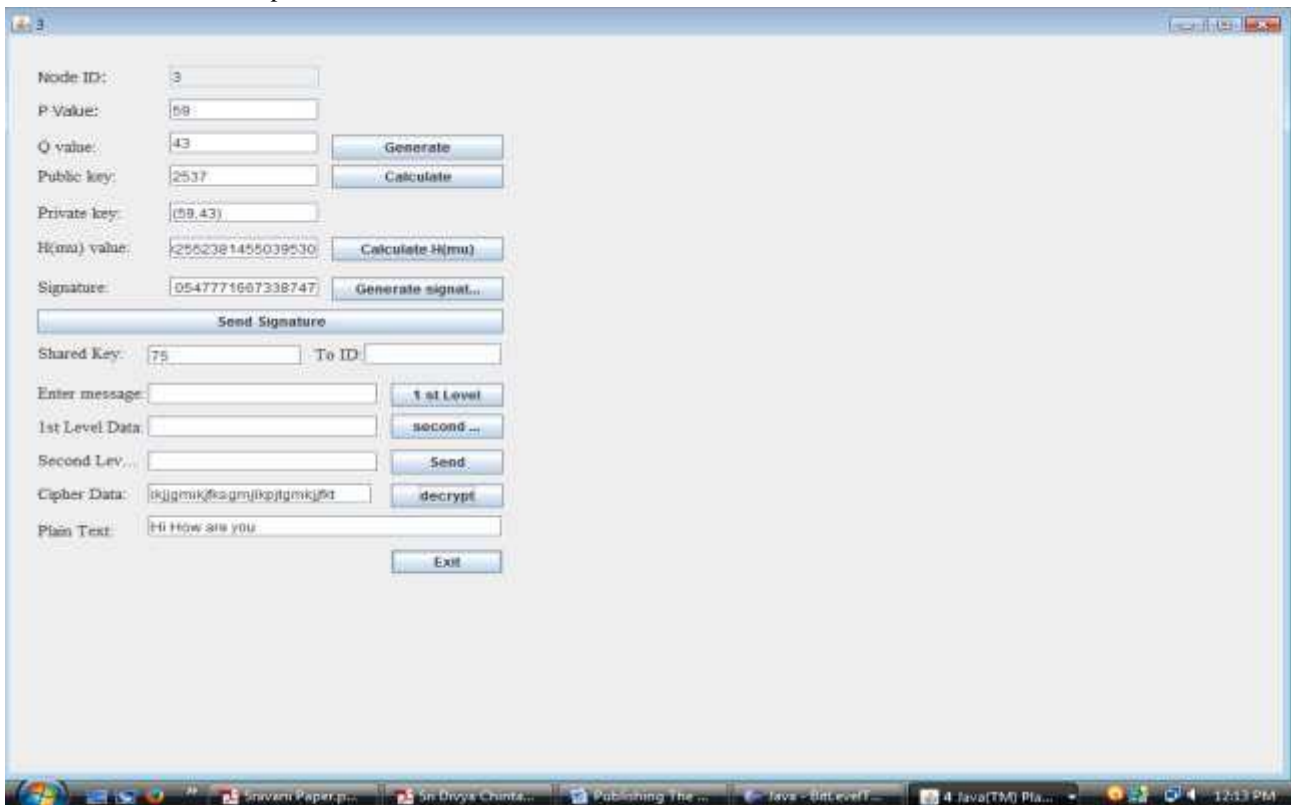 3
Node ID: 3
P Value: 59
Q value: 43 Generate
Public key: 2537 Calculate
Private key: (59,43)
H(mu) value: 2552381455039530 Calculate H(mu)
Signature: 0547771667338747 Generate signat...
Send Signature
Shared Key: 75 To ID:
Enter message: 1 st Level
1st Level Data: second ...
Second Lev... Send
Cipher Data: decrypt
Plain Text: Hi How are you
Exit
Sravani Paper.p... Sri Divya Chinta... Publishing The ... Java - BitLevelT... 4 Java(TM) Pla... 12:13 PM